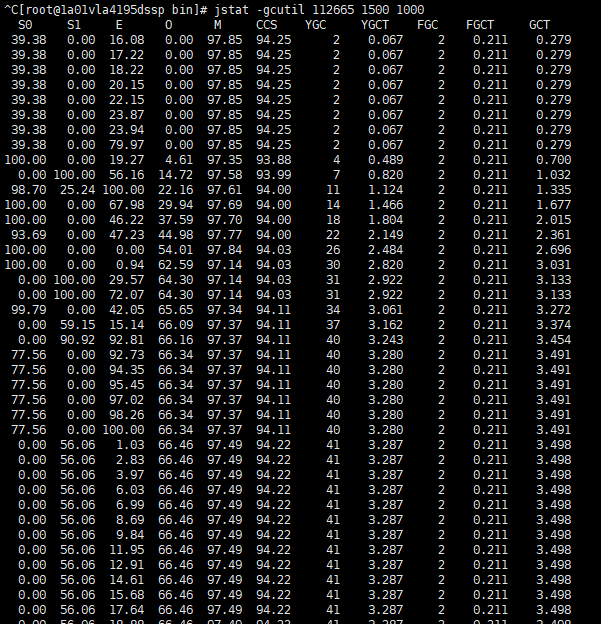 ^C[root@1a01vla4195dssp bin]# jstat -gcutil 112665 1500 1000
S0 S1 E O M CCS YGC YGCT FGC FGCT GCT
39.38 0.00 16.08 0.00 97.85 94.25 2 0.067 2 0.211 0.279
39.38 0.00 17.22 0.00 97.85 94.25 2 0.067 2 0.211 0.279
39.38 0.00 18.22 0.00 97.85 94.25 2 0.067 2 0.211 0.279
39.38 0.00 20.15 0.00 97.85 94.25 2 0.067 2 0.211 0.279
39.38 0.00 22.15 0.00 97.85 94.25 2 0.067 2 0.211 0.279
39.38 0.00 23.87 0.00 97.85 94.25 2 0.067 2 0.211 0.279
39.38 0.00 23.94 0.00 97.85 94.25 2 0.067 2 0.211 0.279
39.38 0.00 79.97 0.00 97.85 94.25 2 0.067 2 0.211 0.279
100.00 0.00 19.27 4.61 97.35 93.88 4 0.489 2 0.211 0.700
0.00 100.00 56.16 14.72 97.58 93.99 7 0.820 2 0.211 1.032
98.70 25.24 100.00 22.16 97.61 94.00 11 1.124 2 0.211 1.335
100.00 0.00 67.98 29.94 97.69 94.00 14 1.466 2 0.211 1.677
100.00 0.00 46.22 37.59 97.70 94.00 18 1.804 2 0.211 2.015
93.69 0.00 47.23 44.98 97.77 94.00 22 2.149 2 0.211 2.361
100.00 0.00 0.00 54.01 97.84 94.03 26 2.484 2 0.211 2.696
100.00 0.00 0.94 62.59 97.14 94.03 30 2.820 2 0.211 3.031
0.00 100.00 29.57 64.30 97.14 94.03 31 2.922 2 0.211 3.133
0.00 100.00 72.07 64.30 97.14 94.03 31 2.922 2 0.211 3.133
99.79 0.00 42.05 65.65 97.34 94.11 34 3.061 2 0.211 3.272
0.00 59.15 15.14 66.09 97.37 94.11 37 3.162 2 0.211 3.374
0.00 90.92 92.81 66.16 97.37 94.11 40 3.243 2 0.211 3.454
77.56 0.00 92.73 66.34 97.37 94.11 40 3.280 2 0.211 3.491
77.56 0.00 94.35 66.34 97.37 94.11 40 3.280 2 0.211 3.491
77.56 0.00 95.45 66.34 97.37 94.11 40 3.280 2 0.211 3.491
77.56 0.00 97.02 66.34 97.37 94.11 40 3.280 2 0.211 3.491
77.56 0.00 98.26 66.34 97.37 94.11 40 3.280 2 0.211 3.491
77.56 0.00 100.00 66.34 97.37 94.11 40 3.280 2 0.211 3.491
0.00 56.06 1.03 66.46 97.49 94.22 41 3.287 2 0.211 3.498
0.00 56.06 2.83 66.46 97.49 94.22 41 3.287 2 0.211 3.498
0.00 56.06 3.97 66.46 97.49 94.22 41 3.287 2 0.211 3.498
0.00 56.06 6.03 66.46 97.49 94.22 41 3.287 2 0.211 3.498
0.00 56.06 6.99 66.46 97.49 94.22 41 3.287 2 0.211 3.498
0.00 56.06 8.69 66.46 97.49 94.22 41 3.287 2 0.211 3.498
0.00 56.06 9.84 66.46 97.49 94.22 41 3.287 2 0.211 3.498
0.00 56.06 11.95 66.46 97.49 94.22 41 3.287 2 0.211 3.498
0.00 56.06 12.91 66.46 97.49 94.22 41 3.287 2 0.211 3.498
0.00 56.06 14.61 66.46 97.49 94.22 41 3.287 2 0.211 3.498
0.00 56.06 15.68 66.46 97.49 94.22 41 3.287 2 0.211 3.498
0.00 56.06 17.64 66.46 97.49 94.22 41 3.287 2 0.211 3.498